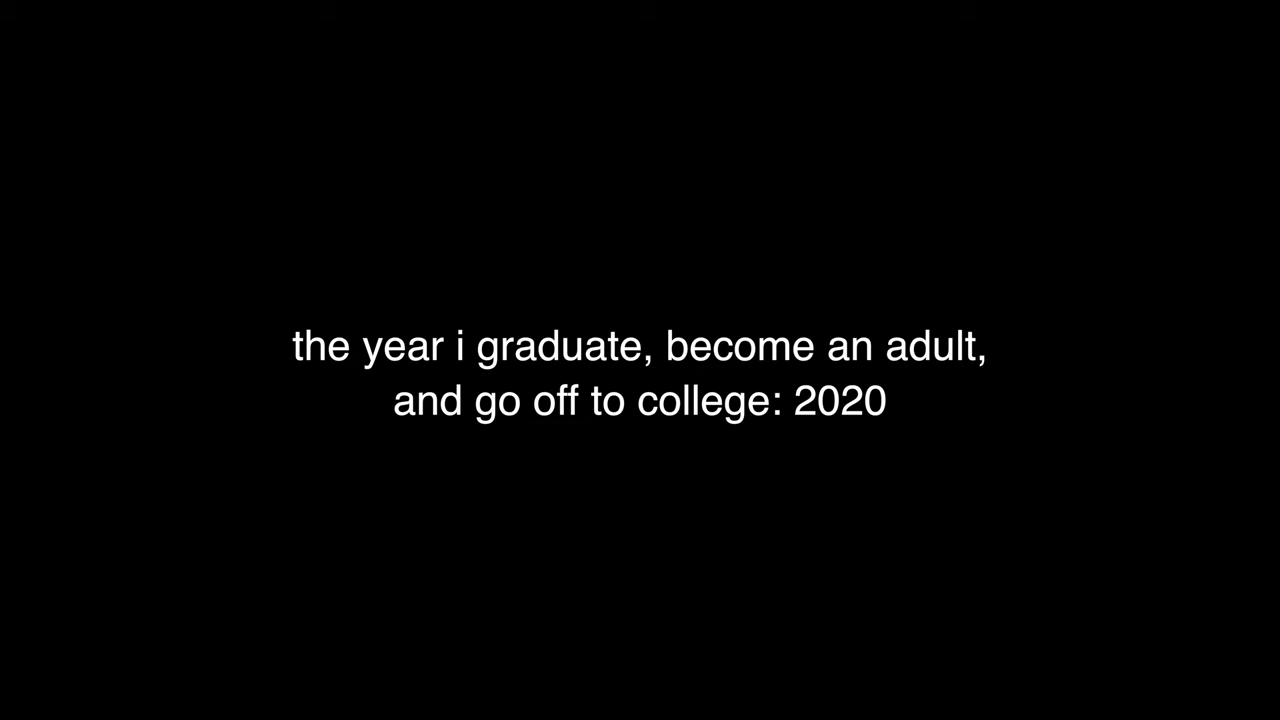 the year i graduate, become an adult,
and go off to college: 2020